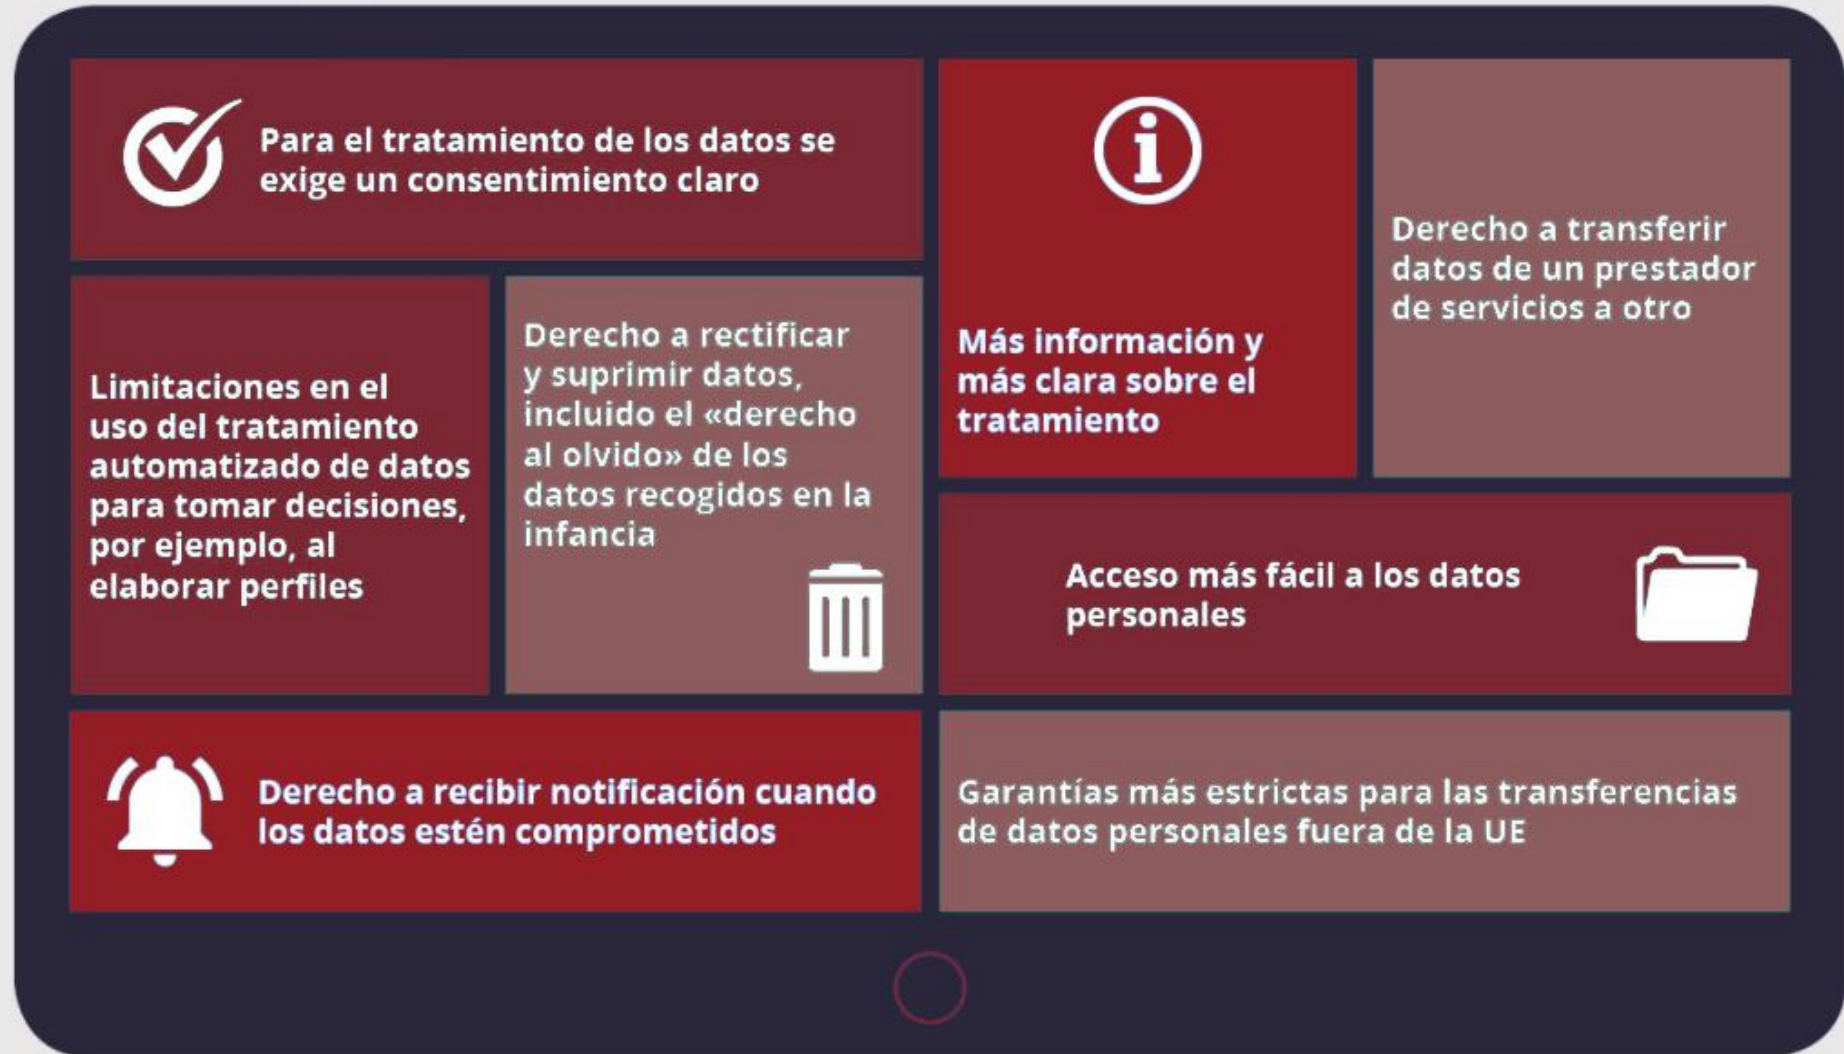 Para el tratamiento de los datos se
exige un consentimiento claro
Más información y
más clara sobre el
tratamiento
Derecho a transferir
datos de un prestador
de servicios a otro
Limitaciones en el
uso del tratamiento
automatizado de datos
para tomar decisiones,
por ejemplo, al
elaborar perfiles
Derecho a rectificar
y suprimir datos,
incluido el «derecho
al olvido» de los
datos recogidos en la
infancia
Acceso más fácil a los datos
personales
Derecho a recibir notificación cuando
los datos estén comprometidos
Garantías más estrictas para las transferencias
de datos personales fuera de la UE